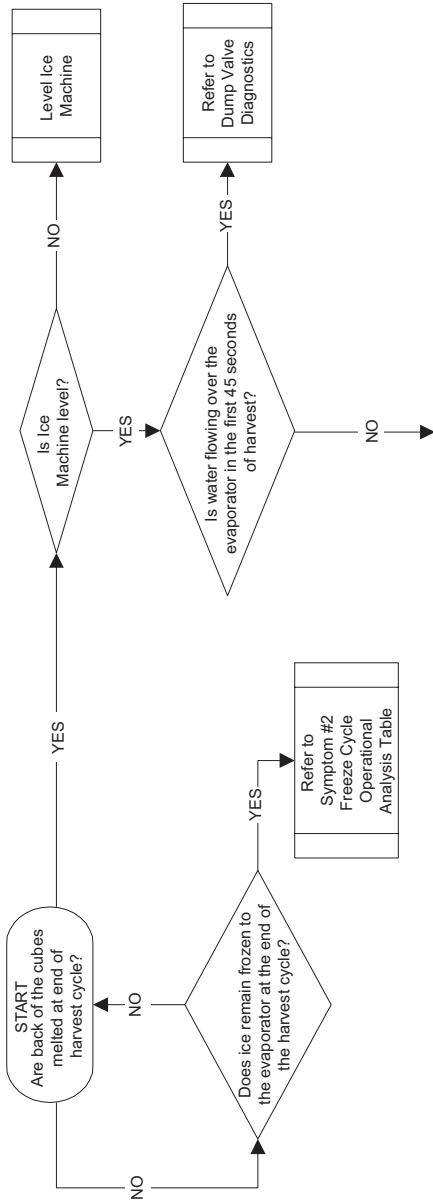 START
Are back of the cubes
melted at end of
harvest cycle?
YES
Is Ice
Machine level?
NO
Level Ice
Machine
YES
Is water flowing over the
evaporator in the first 45 seconds
of harvest?
YES
Refer to
Dump Valve
Diagnostics
NO
NO
Does ice remain frozen to
the evaporator at the end of
the harvest cycle?
NO
YES
Refer to
Symptom #2
Freeze Cycle
Operational
Analysis Table